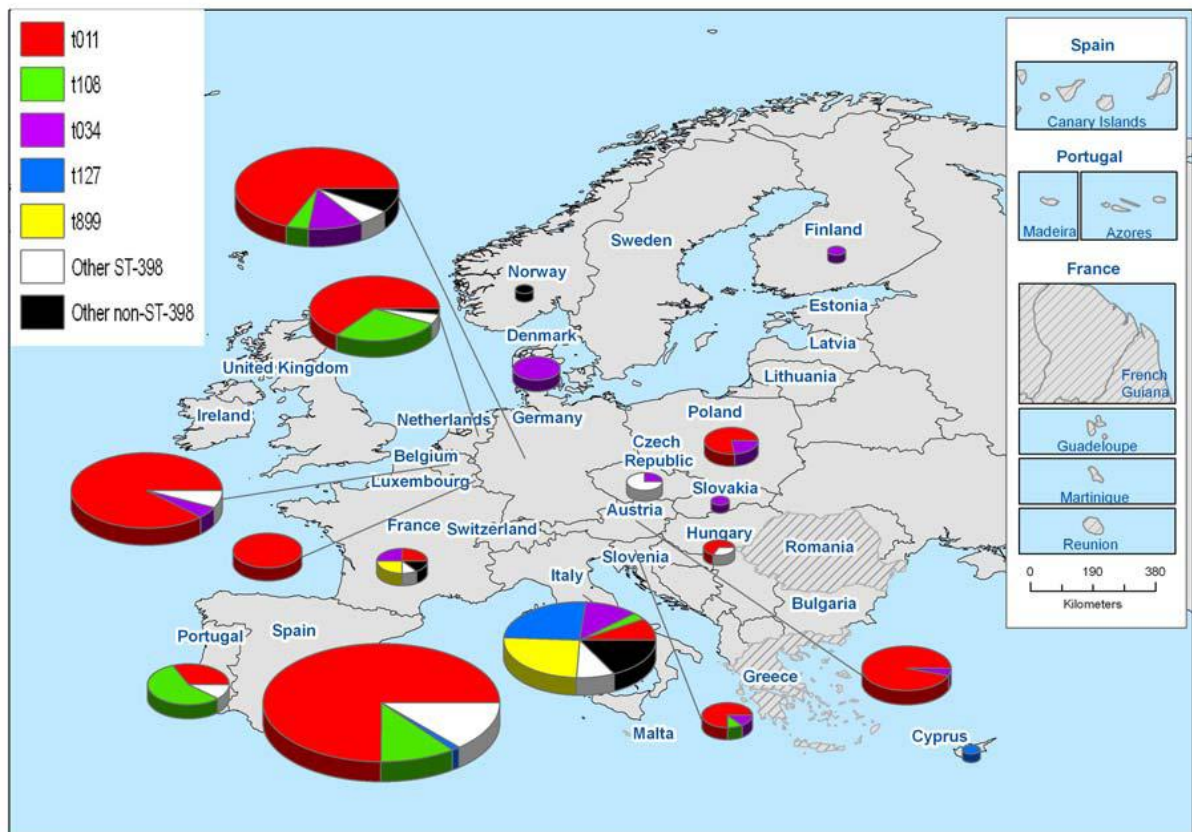 t011
t108
t034
t127
t899
Other ST-398
Other non-ST-398
Finland
Sweden
Norway
Estonia
Denmark
Latvia
United Kingdom
Lithuania
Ireland
Netherlands
Germany
Poland
Czech
Republic
Belgium
Luxembourg
Slovakia
Austria
France
Switzerland
Hungary
Slovenia
Romania
Italy
Bulgaria
Portugal
Spain
Greece
Malta
Cyprus
Spain
Canary Islands
Portugal
Madeira
Azores
France
French
Guiana
Guadeloupe
Martinique
Reunion
0 190 380
Kilometers